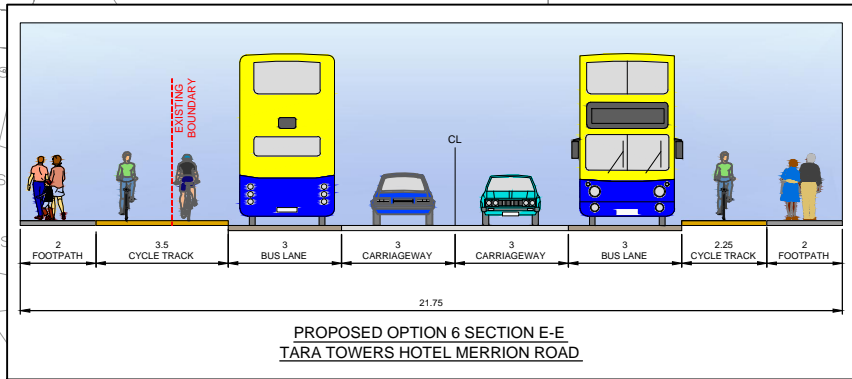 EXISTING
BOUNDARY
CL
2 3.5 3 3 3 3 2.25 2
FOOTPATH CYCLE TRACK BUS LANE CARRIAGEWAY CARRIAGEWAY BUS LANE CYCLE TRACK FOOTPATH
21.75
PROPOSED OPTION 6 SECTION E-E
TARA TOWERS HOTEL MERRION ROAD